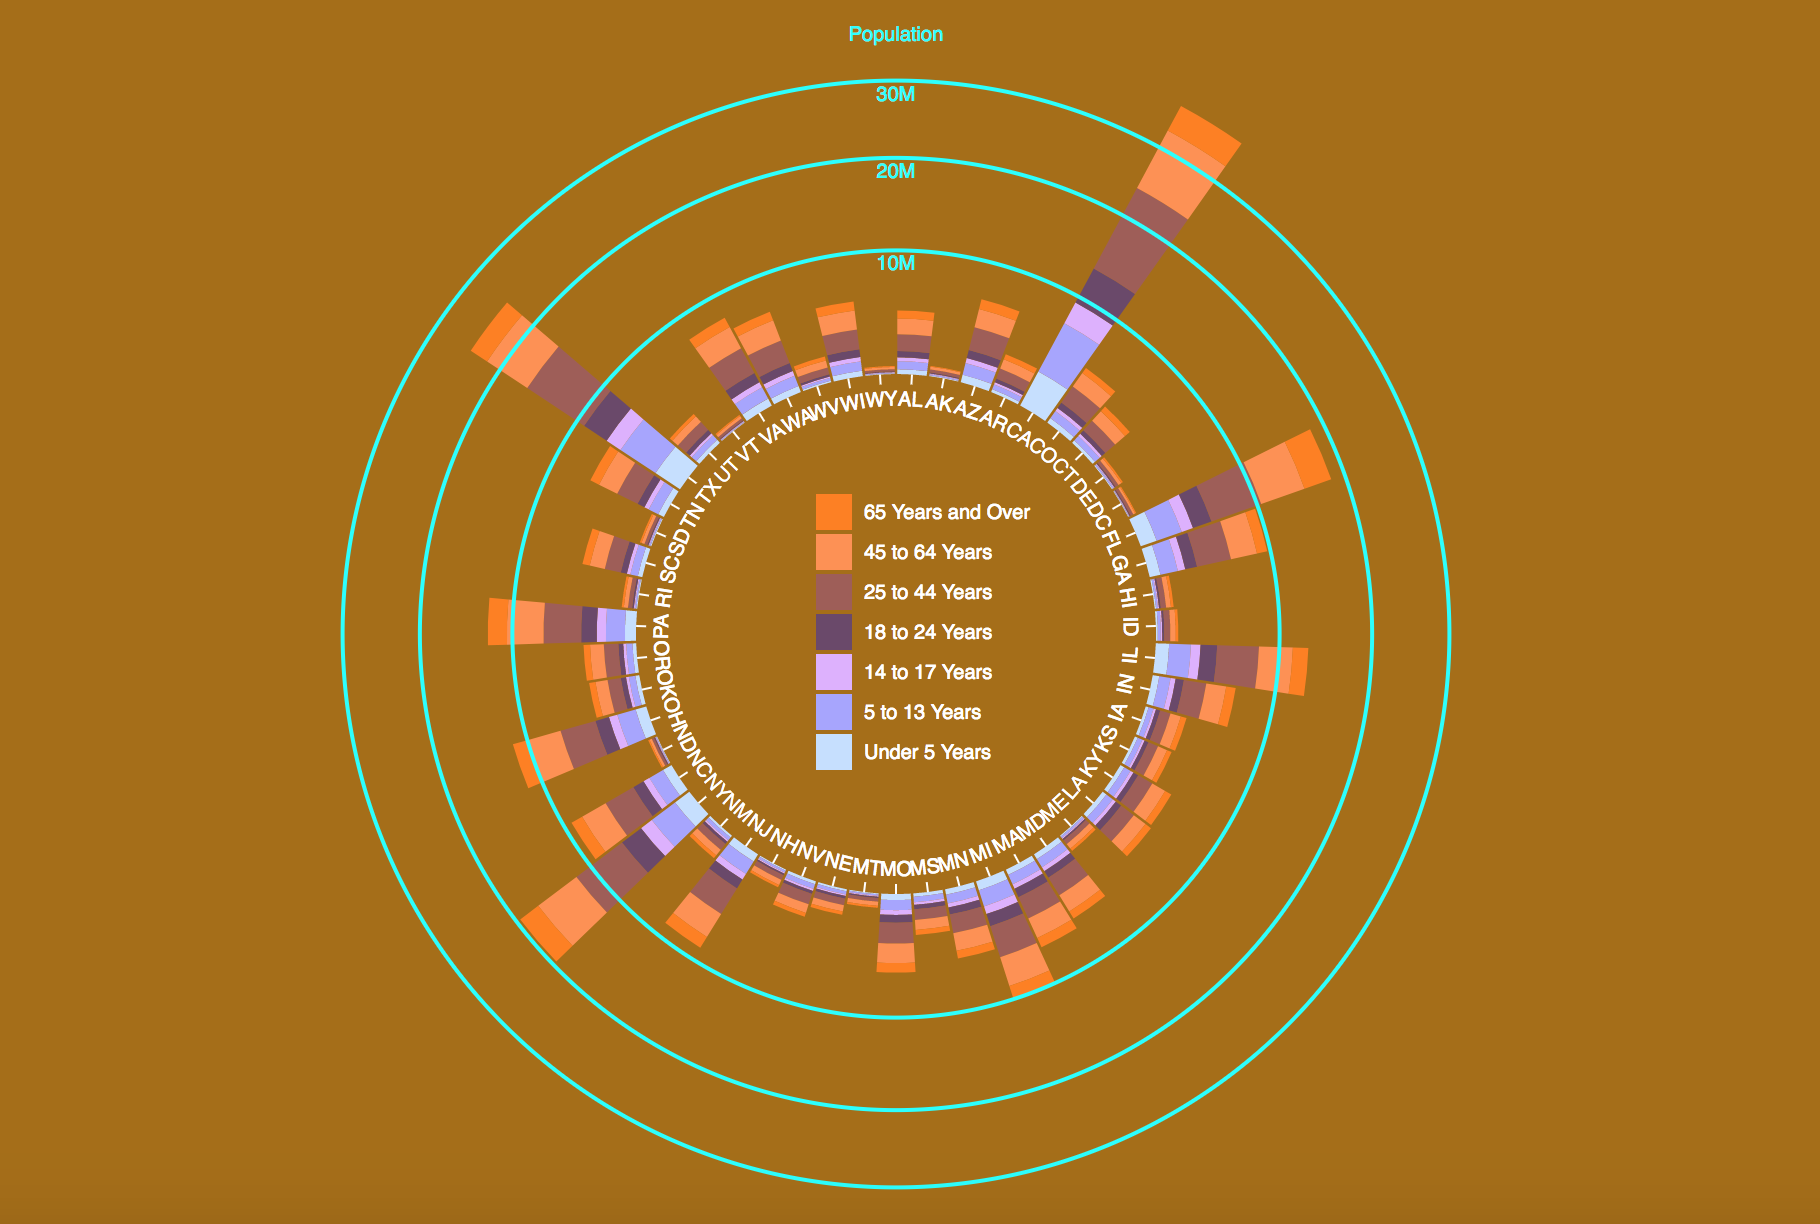 Population
30M
20M
10M
AL
AK
AZ
AR
CA
CO
CT
DE
DC
FL
GA
HI
ID
IL
IN
IA
KS
KY
LA
ME
MD
MA
MI
MN
MS
MO
MT
NE
NV
NH
NJ
NM
NY
NC
ND
OH
OK
OR
PA
RI
SC
SD
TN
TX
UT
VT
VA
WA
WV
WI
WY
65 Years and Over
45 to 64 Years
25 to 44 Years
18 to 24 Years
14 to 17 Years
5 to 13 Years
Under 5 Years